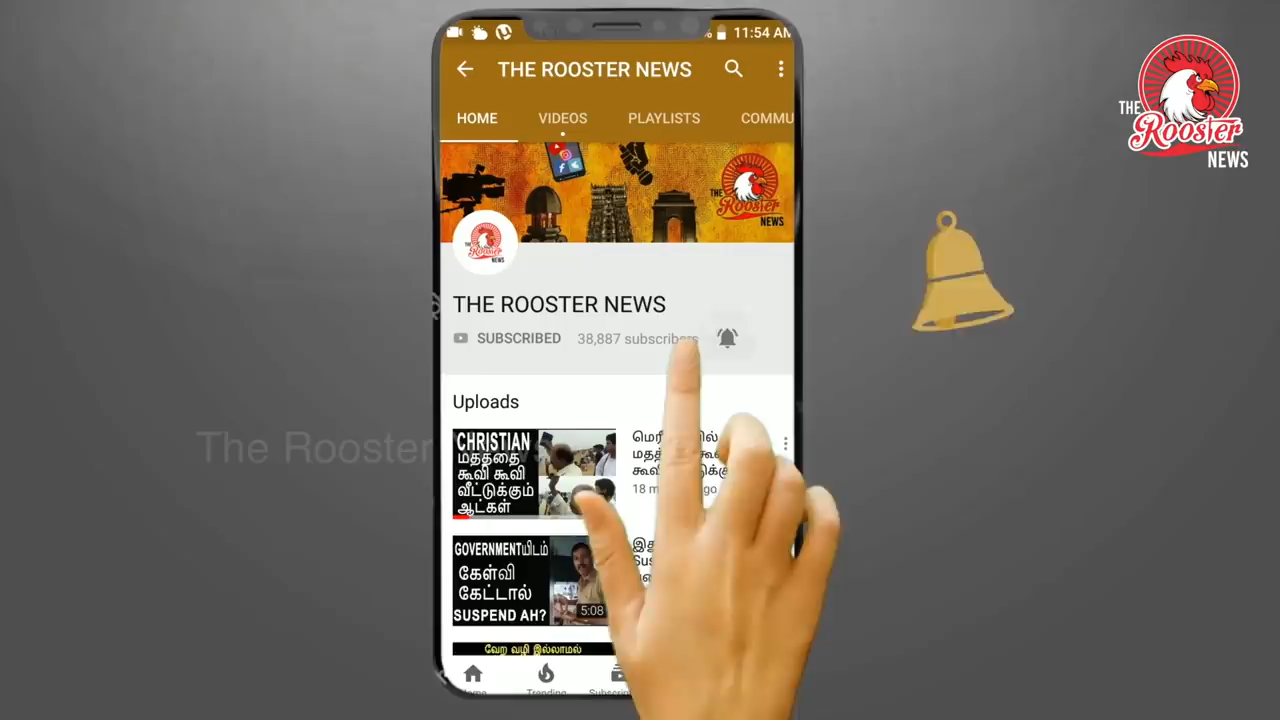 11:54 AM
THE ROOSTER NEWS
HOME VIDEOS PLAYLISTS COMMU
THE
Rooster
NEWS
THE
Rooster
NEWS
THE ROOSTER NEWS
SUBSCRIBED 38,887 subscribers
Uploads
CHRISTIAN
மதத்தை
கூவி கூவி
வீட்டுக்கும்
ஆட்கள்
18
The Rooster
GOVERNMENTயிடம்
கேள்வி
கேட்டால்
SUSPEND AH?
5:08
வேற வழி இல்லாமல்
Trending